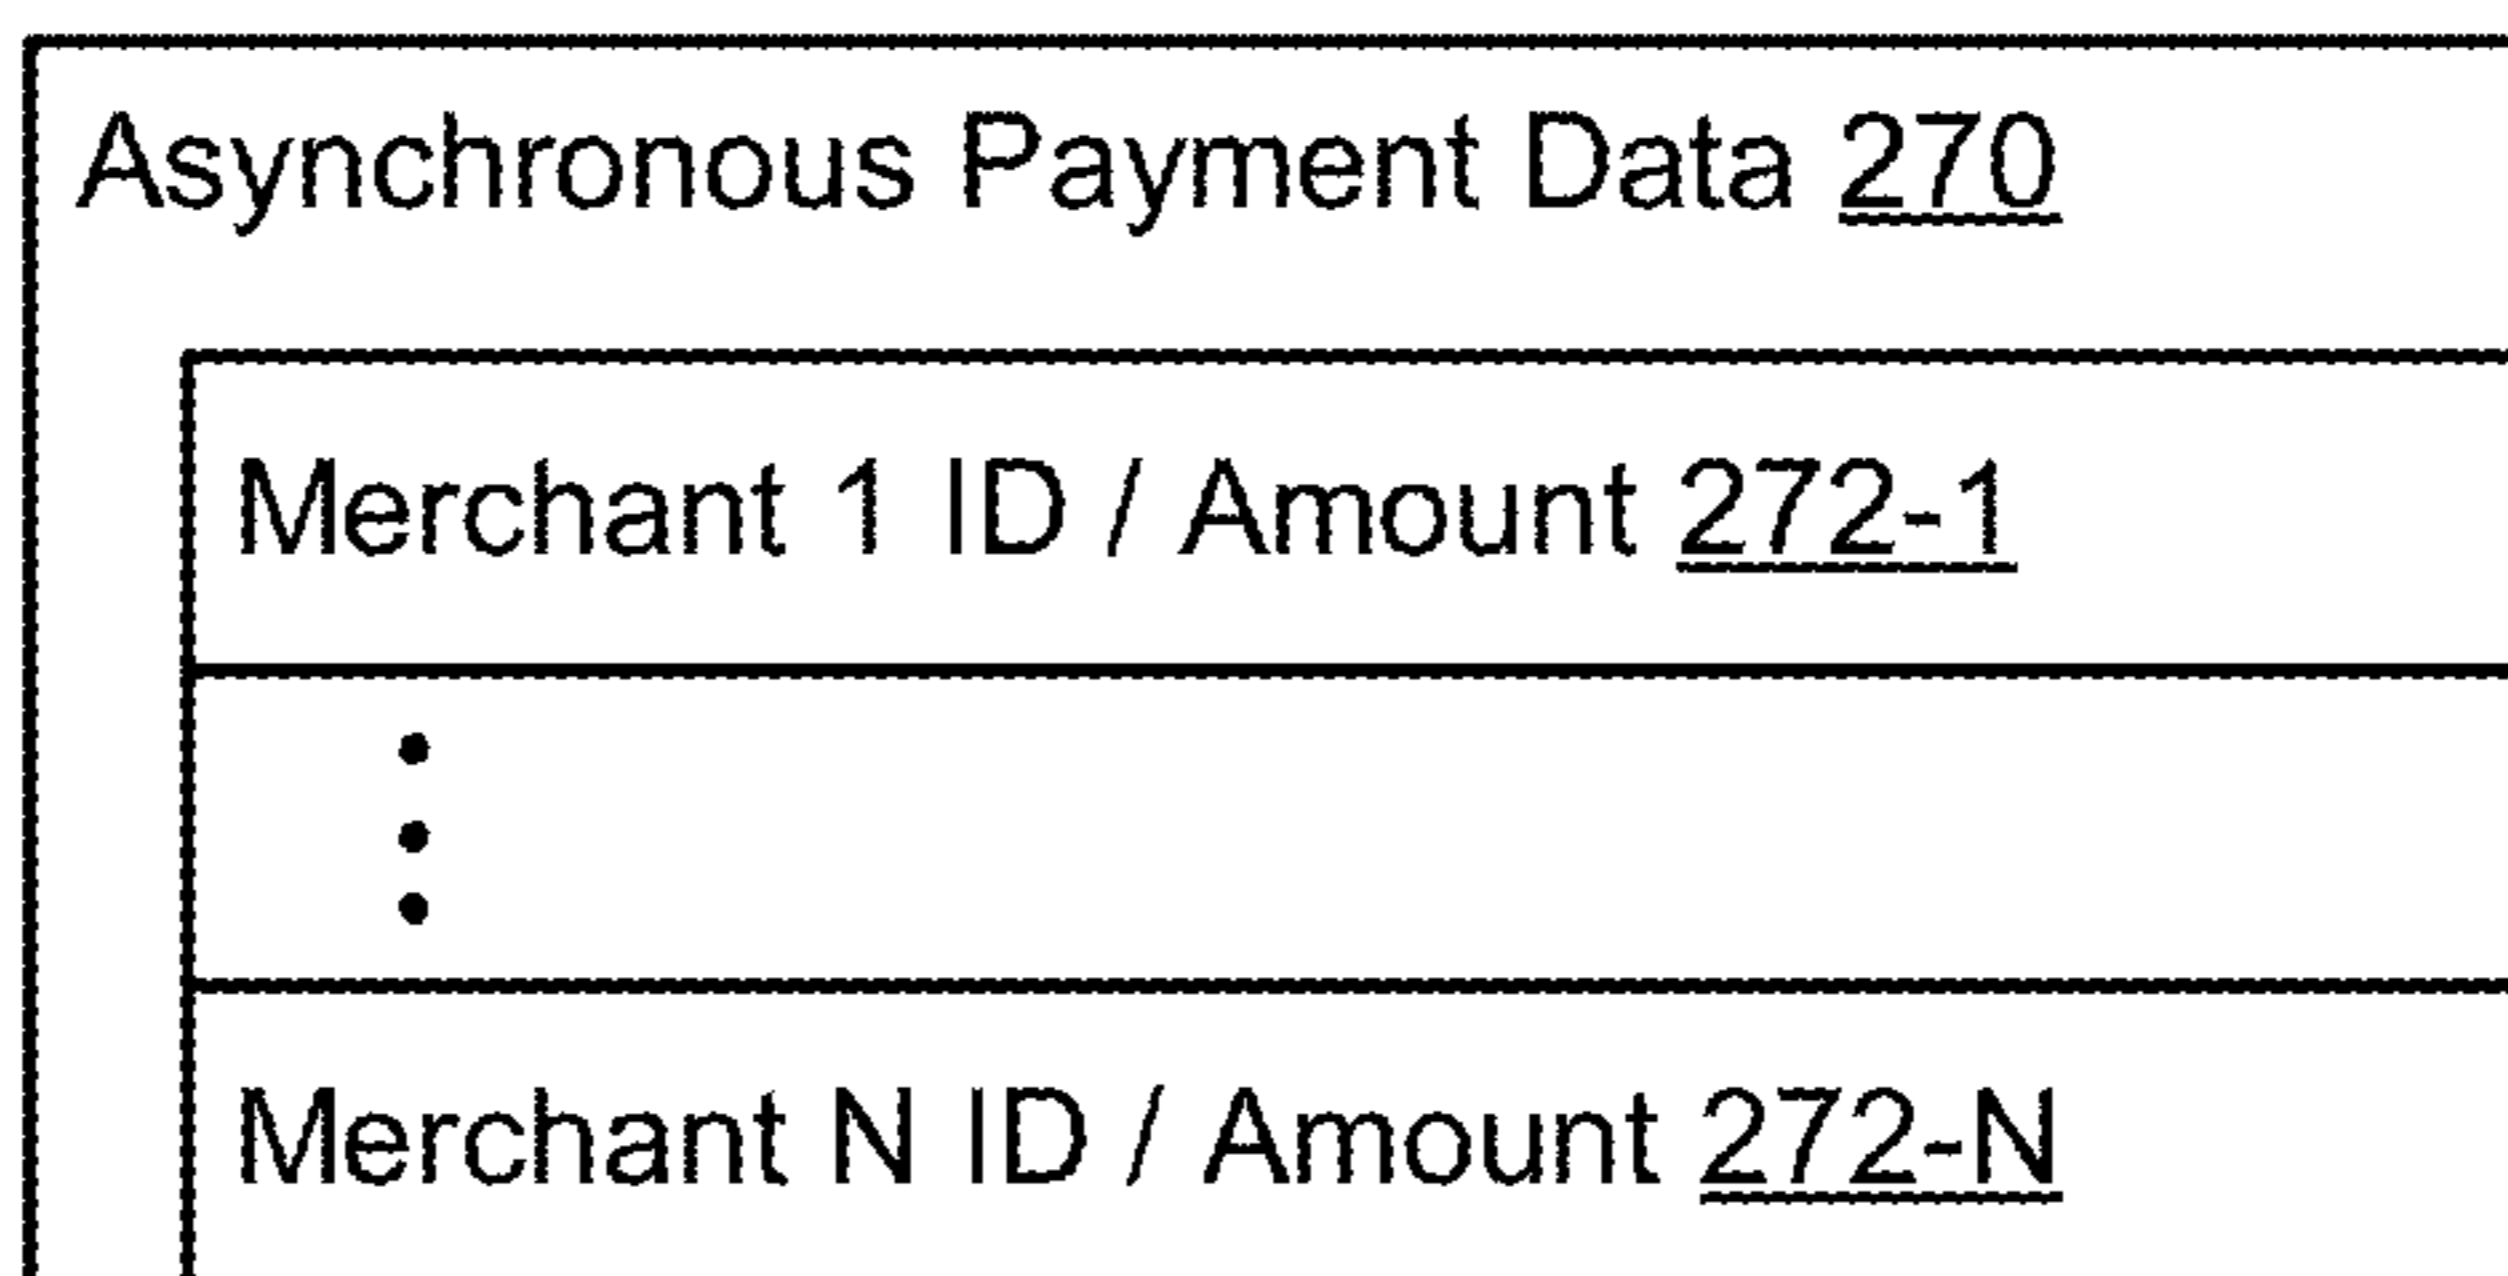 Asynchronous Payment Data 270
Merchant 1 ID / Amount 272-1
Merchant N ID / Amount 272-N